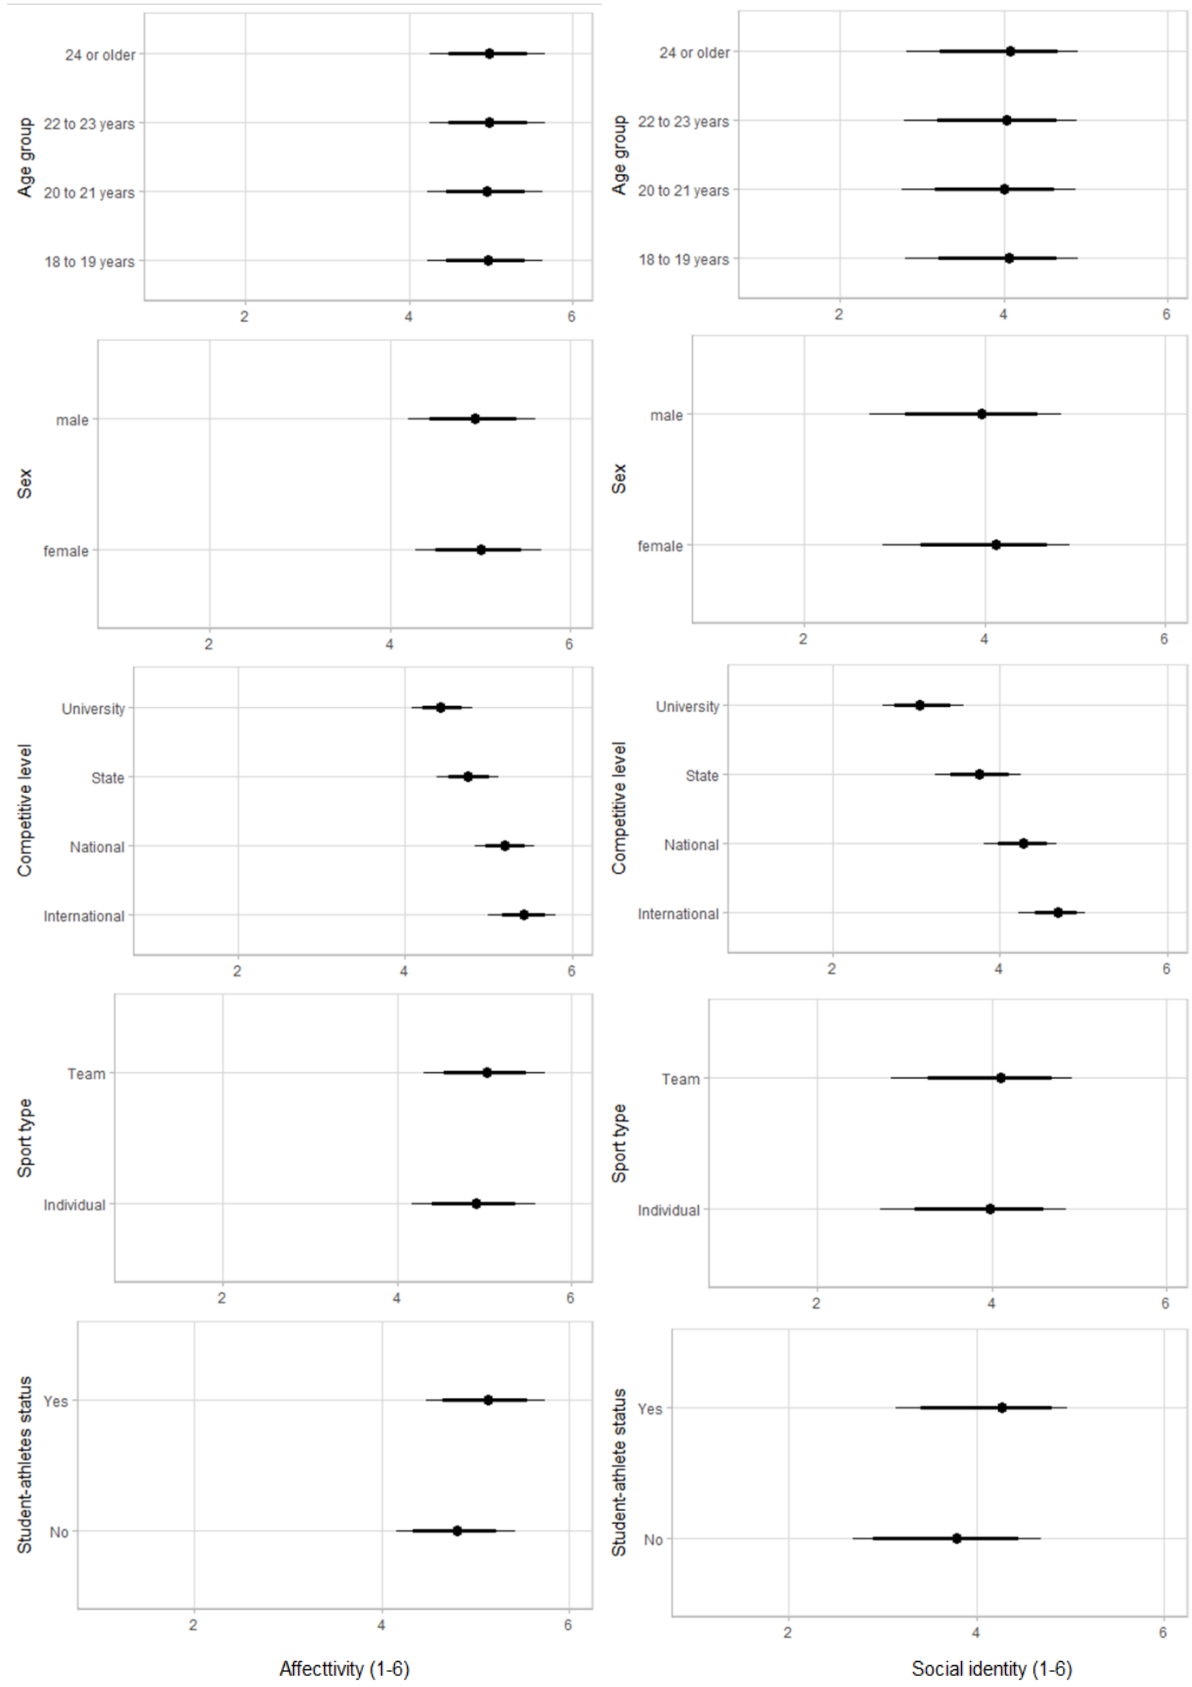 24 or older
22 to 23 years
20 to 21 years
18 to 19 years
Age group
2 4 6
24 or older
22 to 23 years
20 to 21 years
18 to 19 years
Age group
2 4 6
male
female
Sex
2 4 6
male
female
Sex
2 4 6
University
State
National
International
Competitive level
2 4 6
University
State
National
International
Competitive level
2 4 6
Team
Individual
Sport type
2 4 6
Team
Individual
Sport type
2 4 6
Yes
No
Student-athletes status
2 4 6
Yes
No
Student-athlete status
2 4 6
Affecttivity (1-6)
Social identity (1-6)